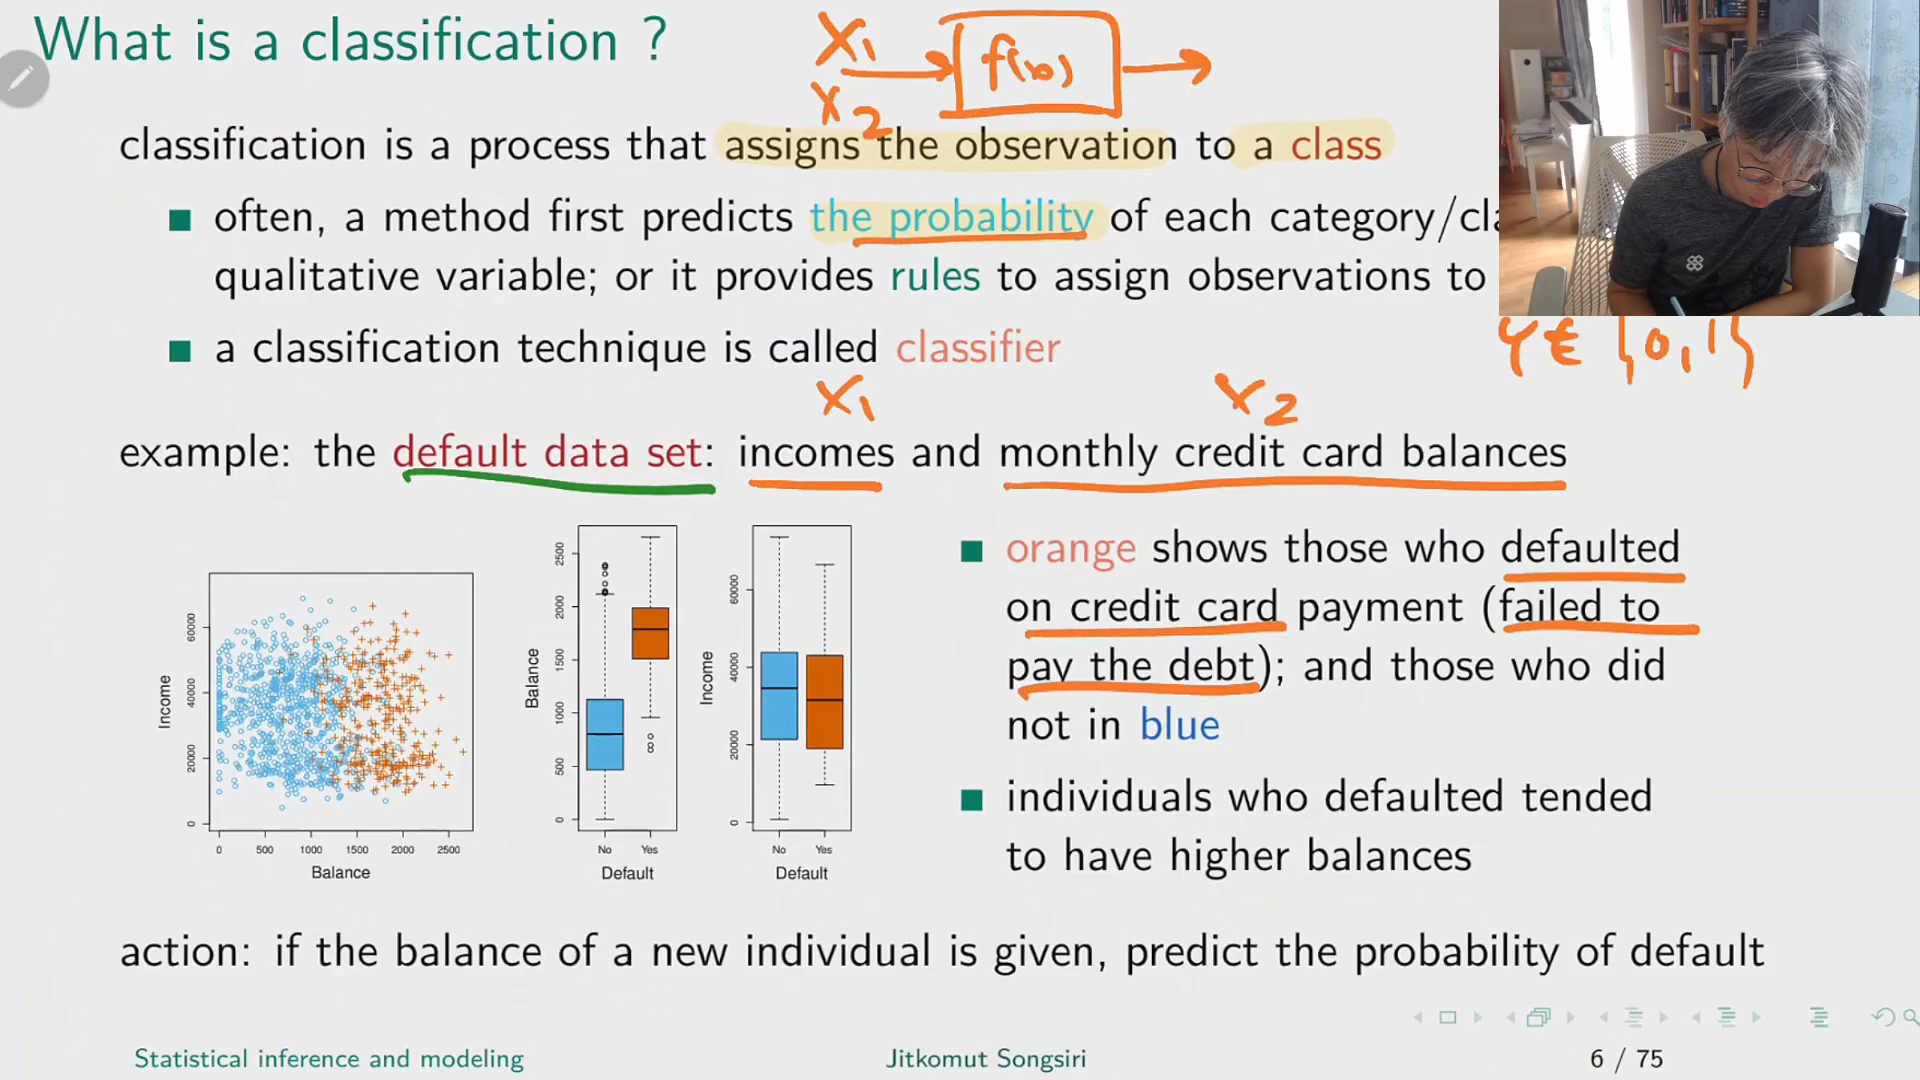 What is a classification ?
X1
X2
f(x)
classification is a process that assigns the observation to a class
often, a method first predicts the probability of each category/cla
qualitative variable; or it provides rules to assign observations to
a classification technique is called classifier
Y ∈ {0, 1}
X1
X2
example: the default data set: incomes and monthly credit card balances
Income
0
20000
40000
60000
0
500
1000
1500
2000
2500
Balance
Balance
0
500
1000
1500
2000
2500
No
Yes
Default
Income
0
20000
40000
60000
No
Yes
Default
orange shows those who defaulted
on credit card payment (failed to
pay the debt); and those who did
not in blue
individuals who defaulted tended
to have higher balances
action: if the balance of a new individual is given, predict the probability of default
Statistical inference and modeling
Jitkomut Songsiri
6 / 75